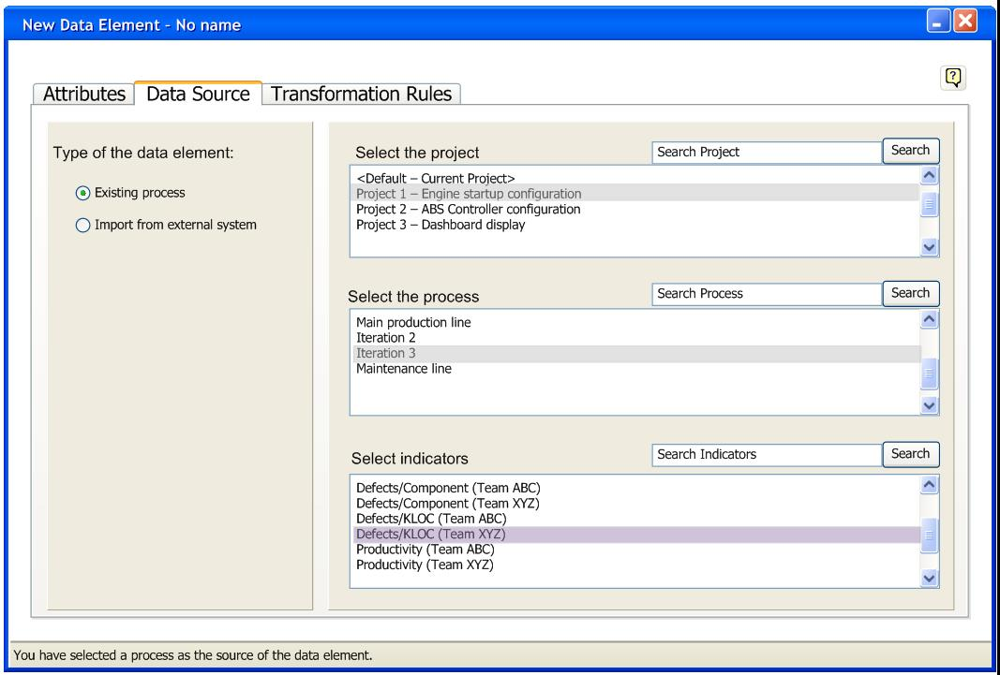 New Data Element - No name
?
Attributes
Data Source
Transformation Rules
Type of the data element:
Existing process
Import from external system
Select the project
Search Project
Search
<Default – Current Project>
Project 1 – Engine startup configuration
Project 2 – ABS Controller configuration
Project 3 – Dashboard display
Select the process
Search Process
Search
Main production line
Iteration 2
Iteration 3
Maintenance line
Select indicators
Search Indicators
Search
Defects/Component (Team ABC)
Defects/Component (Team XYZ)
Defects/KLOC (Team ABC)
Defects/KLOC (Team XYZ)
Productivity (Team ABC)
Productivity (Team XYZ)
You have selected a process as the source of the data element.